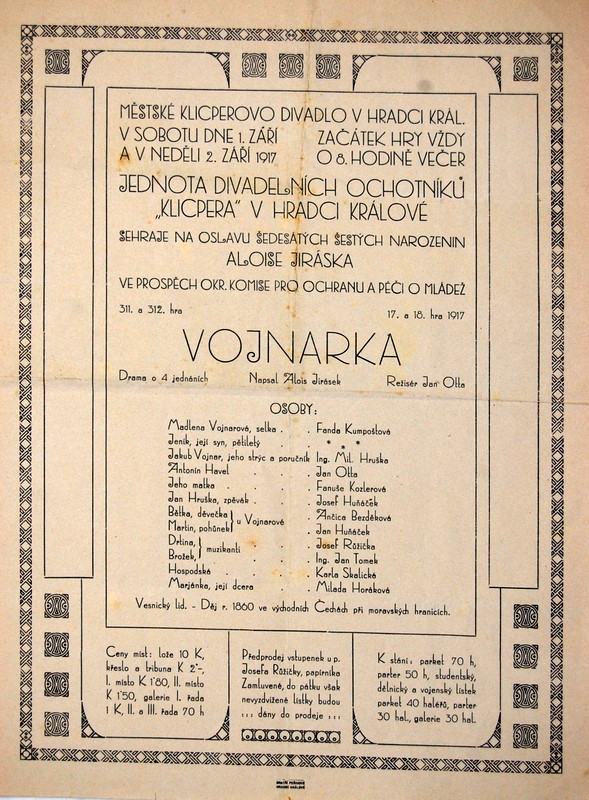 MĚSTSKÉ KLICPEROVO DIVADLO V HRADCI KRÁL.
V SOBOTU DNE 1. ZÁŘÍ ZAČÁTEK HRY VŽDY
A V NEDĚLI 2. ZÁŘÍ 1917 O 8. HODINĚ VEČER
JEDNOTA DIVADELNÍCH OCHOTNÍKŮ
„KLICPERA" V HRADCI KRÁLOVÉ
SEHRAJE NA OSLAVU ŠEDESÁTÝCH ŠESTÝCH NAROZENIN
ALOISE JIRÁSKA
VE PROSPĚCH OKR. KOMISE PRO OCHRANU A PÉČI O MLÁDEŽ
311. a 312. hra 17. a 18. hra 1917
VOJNARKA
Drama o 4 jednáních Napsal Alois Jirásek Režisér Jan Otta
OSOBY:
Madlena Vojnarová, selka . . Fanda Kumpoštová
Jeník, její syn, pětiletý . . * * *
Jakub Vojnar, jeho strýc a poručník Ing. Mil. Hruška
Antonín Havel . . . Jan Otta
Jeho matka . . . Fanuše Kozlerová
Jan Hruška, zpěvák . . . Josef Huňáček
Bětka, děvečka } u Vojnarové . Ančica Bezděková
Martin, pohůnek } . Jan Huňáček
Drtina, } muzikanti . . Josef Růžička
Brožek, } . . Ing. Jan Tomek
Hospodská . . . Karla Skalická
Marjánka, její dcera . . Milada Horáková
Vesnický lid. - Děj r. 1860 ve východních Čechách při moravských hranicích.
Ceny míst: lože 10 K,
křeslo a tribuna K 2·–,
I. místo K 1·80, II. místo
K 1·50, galerie I. řada
1 K, II. a III. řada 70 h
Předprodej vstupenek u p.
Josefa Růžičky, papírníka
Zamluvené, do pátku však
nevyzdvižené lístky budou
: : : dány do prodeje : : :
K stání: parket 70 h,
parter 50 h, studentský,
dělnický a vojenský lístek
parket 40 haléřů, parter
30 hal., galerie 30 hal.